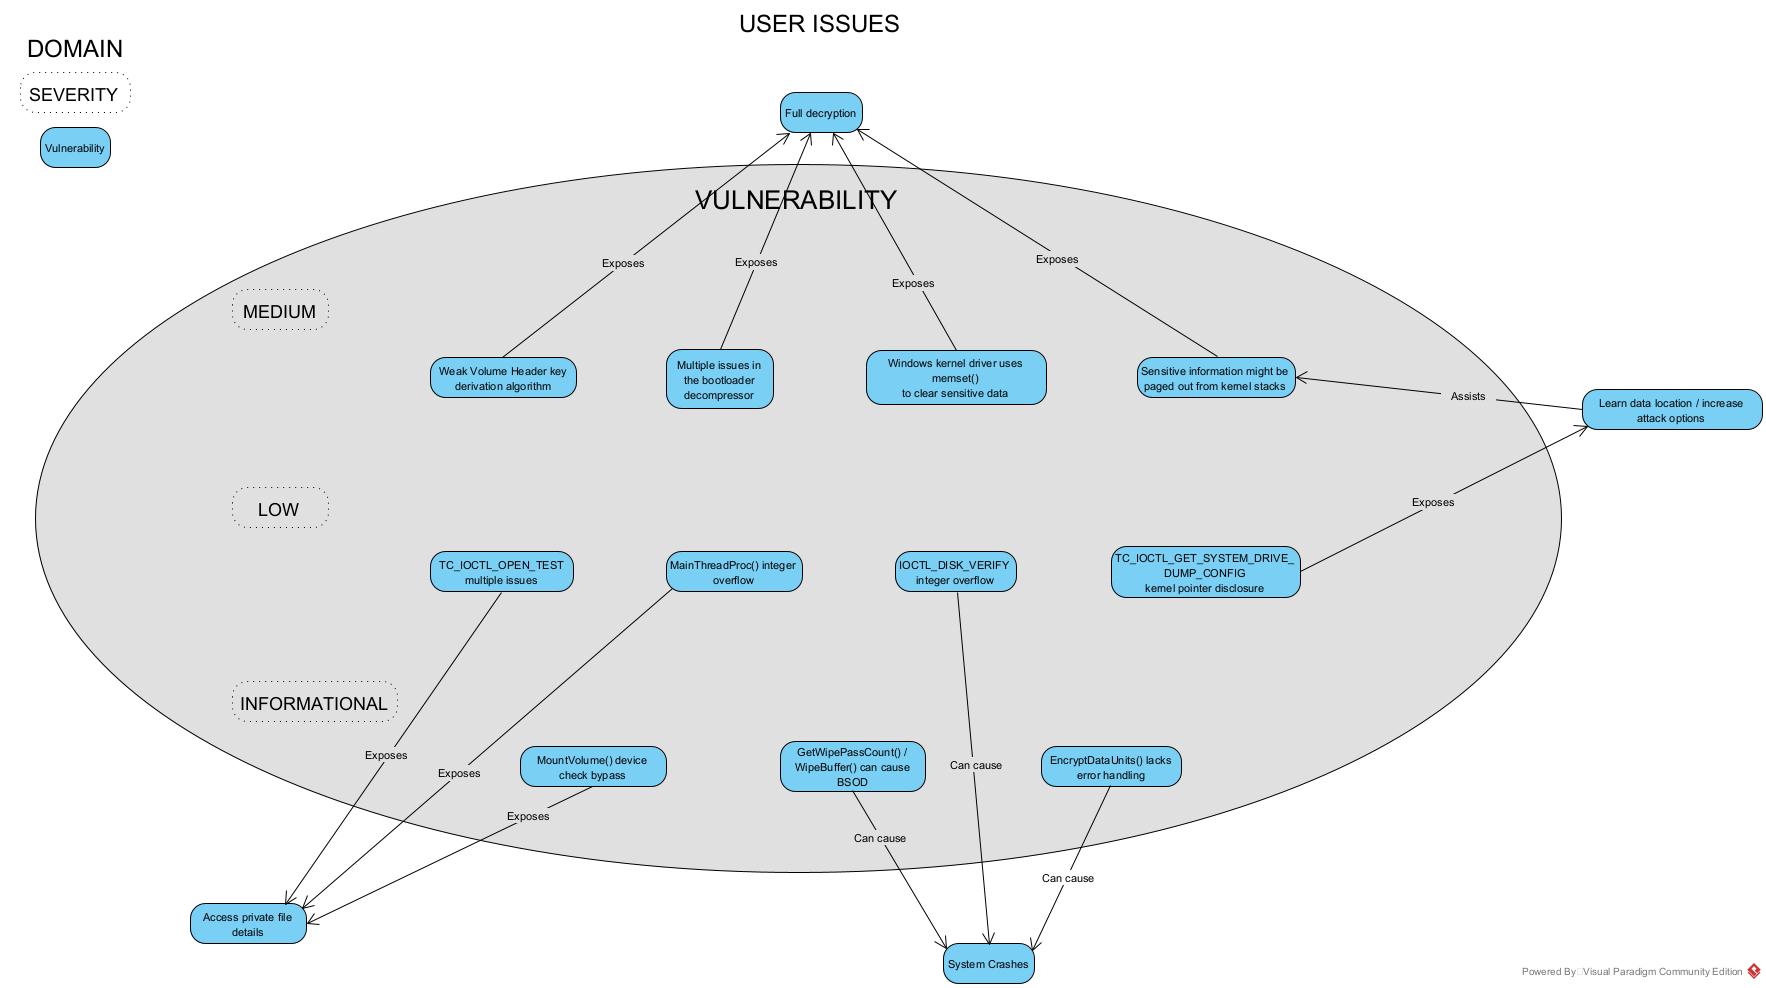 USER ISSUES
DOMAIN
SEVERITY
Vulnerability
Full decryption
VULNERABILITY
Exposes
Exposes
Exposes
Exposes
MEDIUM
Weak Volume Header key
derivation algorithm
Multiple issues in
the bootloader
decompressor
Windows kernel driver uses
memset()
to clear sensitive data
Sensitive information might be
paged out from kernel stacks
Assists
Learn data location / increase
attack options
Exposes
LOW
TC_IOCTL_OPEN_TEST
multiple issues
MainThreadProc() integer
overflow
IOCTL_DISK_VERIFY
integer overflow
TC_IOCTL_GET_SYSTEM_DRIVE_
DUMP_CONFIG
kernel pointer disclosure
INFORMATIONAL
Exposes
Exposes
MountVolume() device
check bypass
Exposes
GetWipePassCount() /
WipeBuffer() can cause
BSOD
Can cause
Can cause
EncryptDataUnits() lacks
error handling
Can cause
Access private file
details
System Crashes
Powered By Visual Paradigm Community Edition